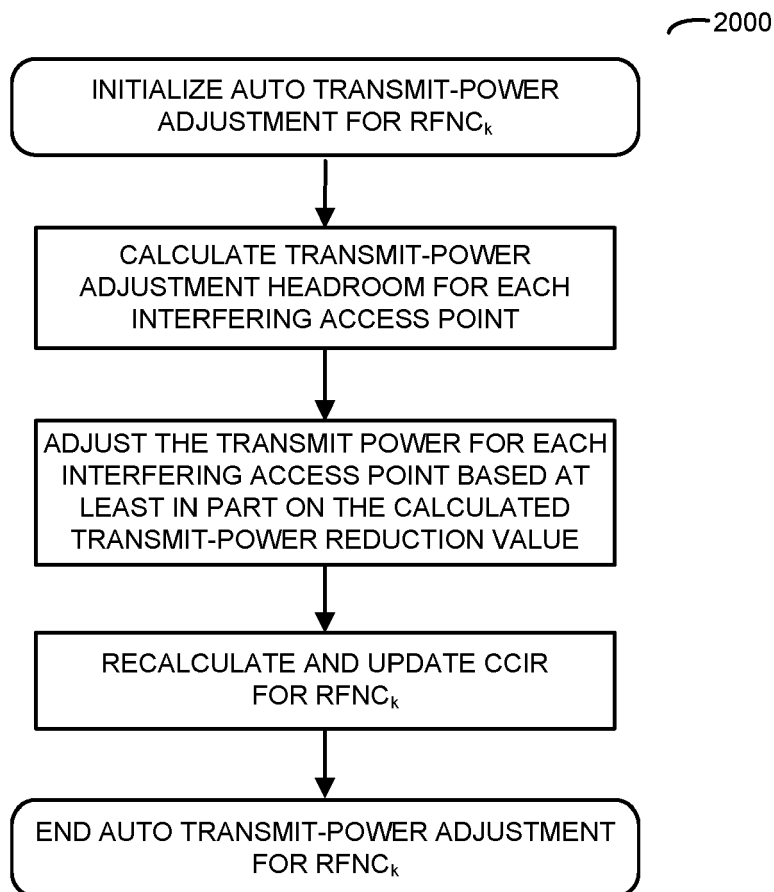 2000
INITIALIZE AUTO TRANSMIT-POWER
ADJUSTMENT FOR RFNCₖ
CALCULATE TRANSMIT-POWER
ADJUSTMENT HEADROOM FOR EACH
INTERFERING ACCESS POINT
ADJUST THE TRANSMIT POWER FOR EACH
INTERFERING ACCESS POINT BASED AT
LEAST IN PART ON THE CALCULATED
TRANSMIT-POWER REDUCTION VALUE
RECALCULATE AND UPDATE CCIR
FOR RFNCₖ
END AUTO TRANSMIT-POWER ADJUSTMENT
FOR RFNCₖ